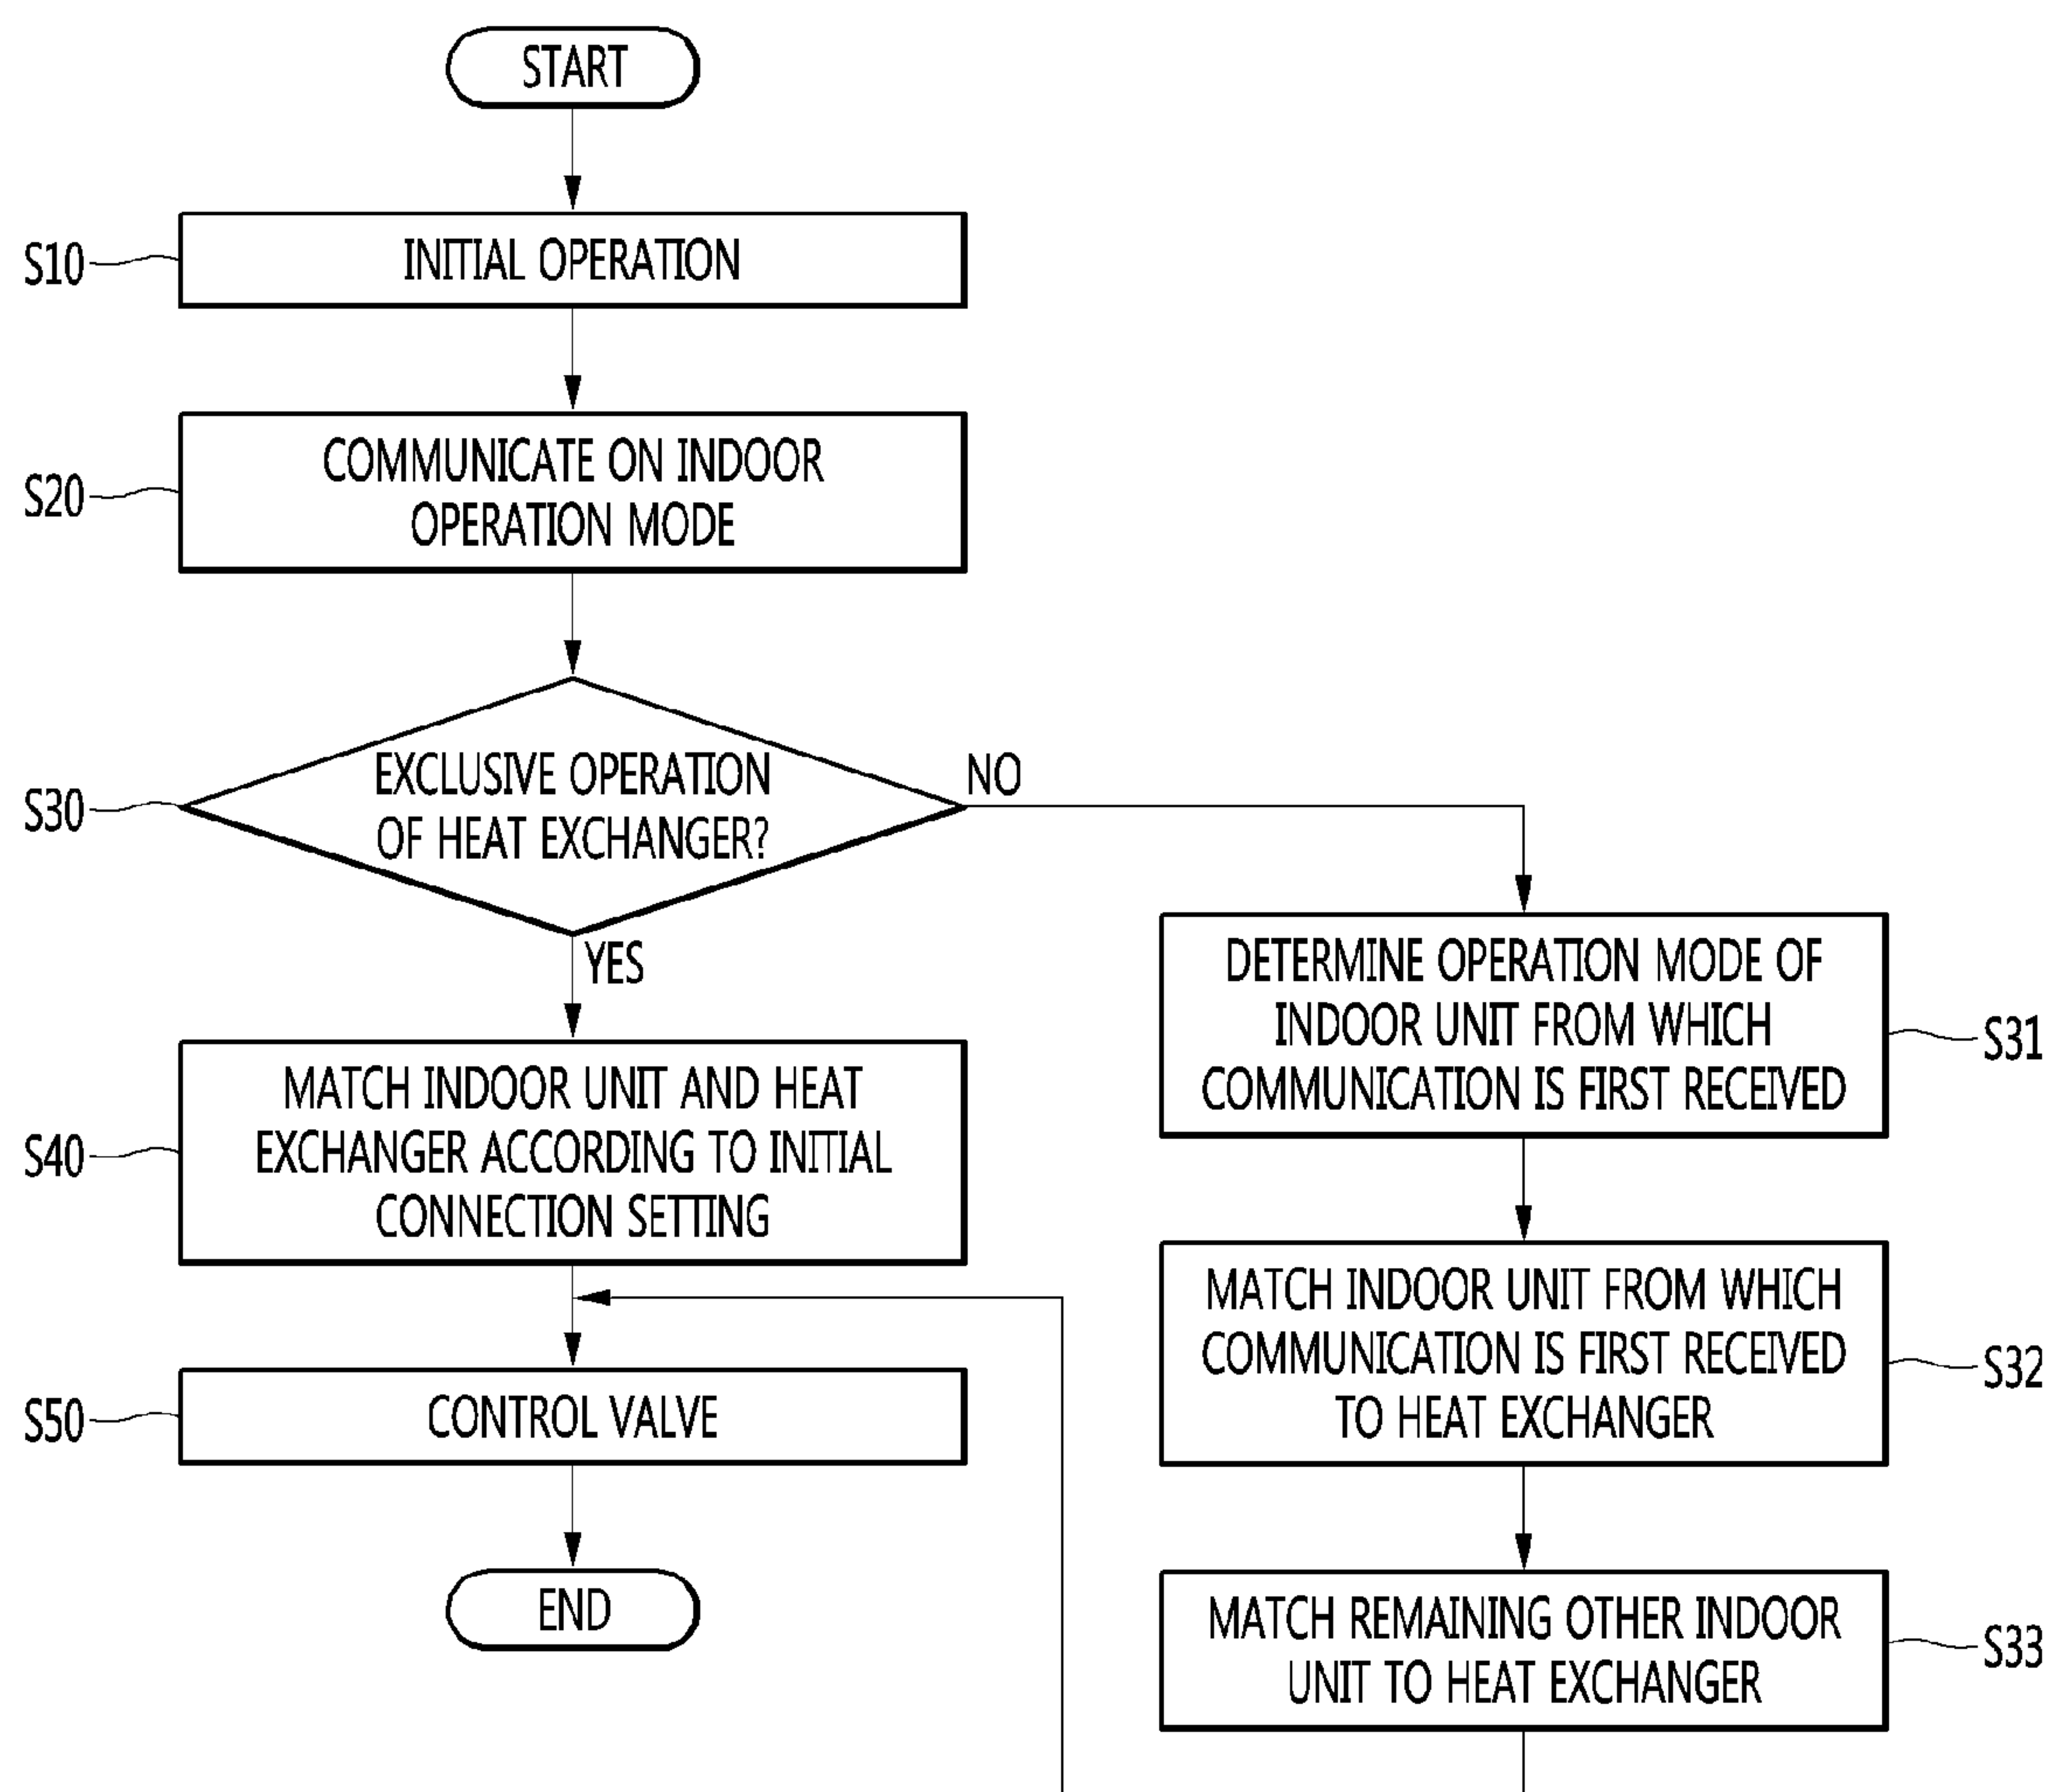 START
S10
INITIAL OPERATION
S20
COMMUNICATE ON INDOOR
OPERATION MODE
S30
EXCLUSIVE OPERATION
OF HEAT EXCHANGER?
NO
YES
S40
MATCH INDOOR UNIT AND HEAT
EXCHANGER ACCORDING TO INITIAL
CONNECTION SETTING
S50
CONTROL VALVE
END
DETERMINE OPERATION MODE OF
INDOOR UNIT FROM WHICH
COMMUNICATION IS FIRST RECEIVED
S31
MATCH INDOOR UNIT FROM WHICH
COMMUNICATION IS FIRST RECEIVED
TO HEAT EXCHANGER
S32
MATCH REMAINING OTHER INDOOR
UNIT TO HEAT EXCHANGER
S33